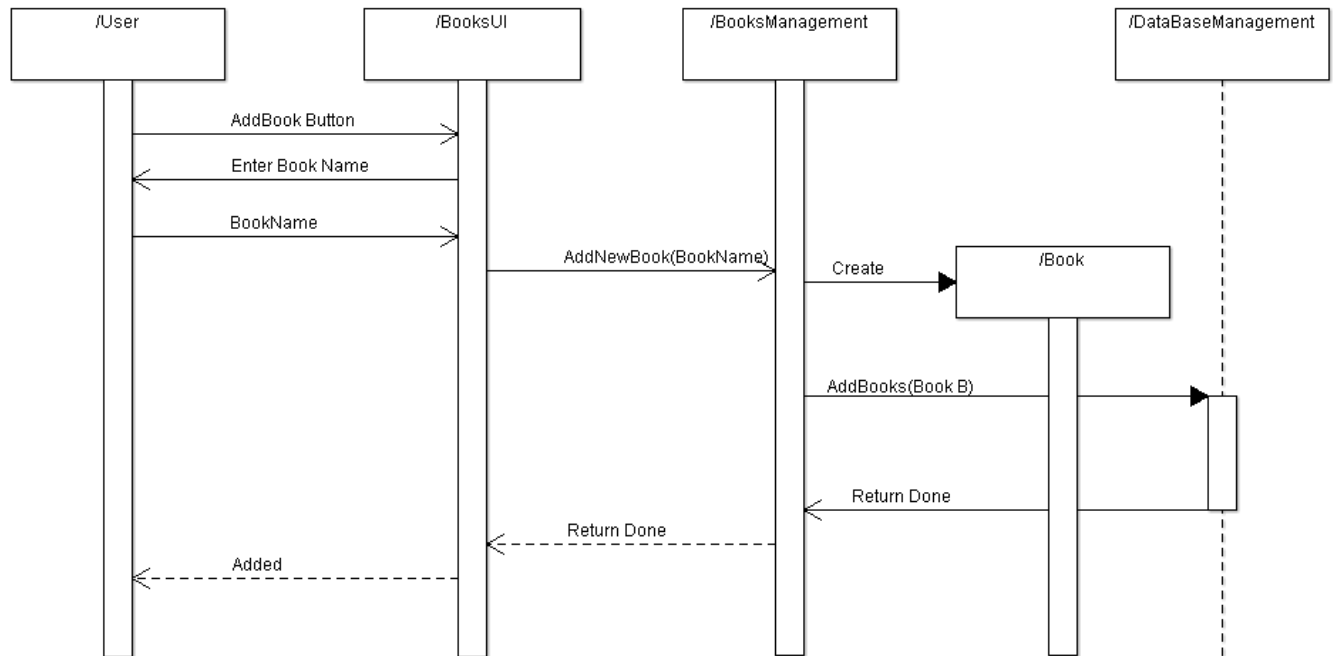 /User
/BooksUI
/BooksManagement
/DataBaseManagement
AddBook Button
Enter Book Name
BookName
AddNewBook(BookName)
Create
/Book
AddBooks(Book B)
Return Done
Return Done
Added